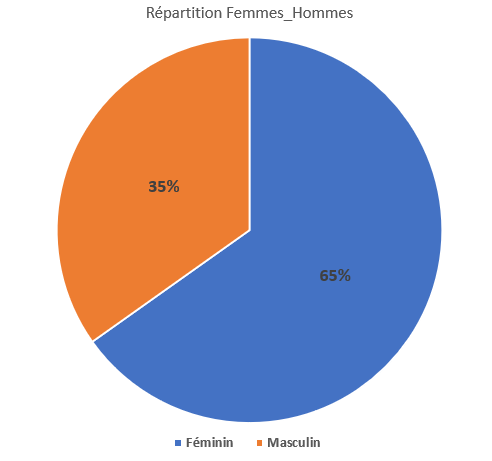 Répartition Femmes_Hommes
35%
65%
Féminin Masculin